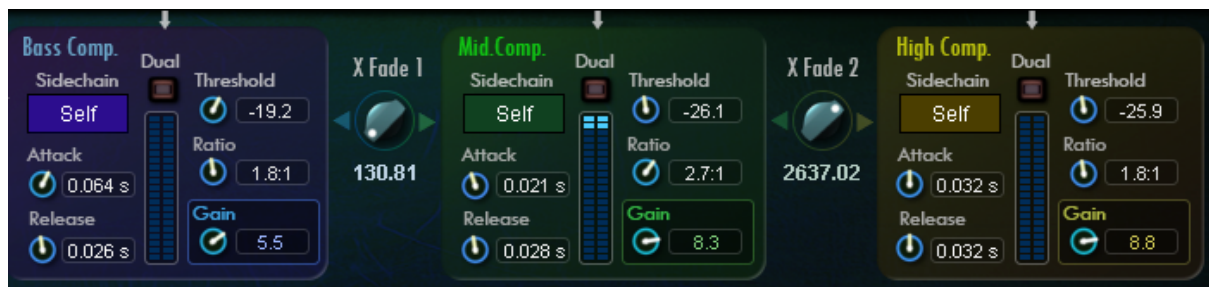 Bass Comp.
Dual
Sidechain
Threshold
Self
-19.2
Attack
Ratio
0.064 s
1.8:1
Release
Gain
0.026 s
5.5
X Fade 1
130.81
Mid.Comp.
Dual
Sidechain
Threshold
Self
-26.1
Attack
Ratio
0.021 s
2.7:1
Release
Gain
0.028 s
8.3
X Fade 2
2637.02
High Comp.
Dual
Sidechain
Threshold
Self
-25.9
Attack
Ratio
0.032 s
1.8:1
Release
Gain
0.032 s
8.8